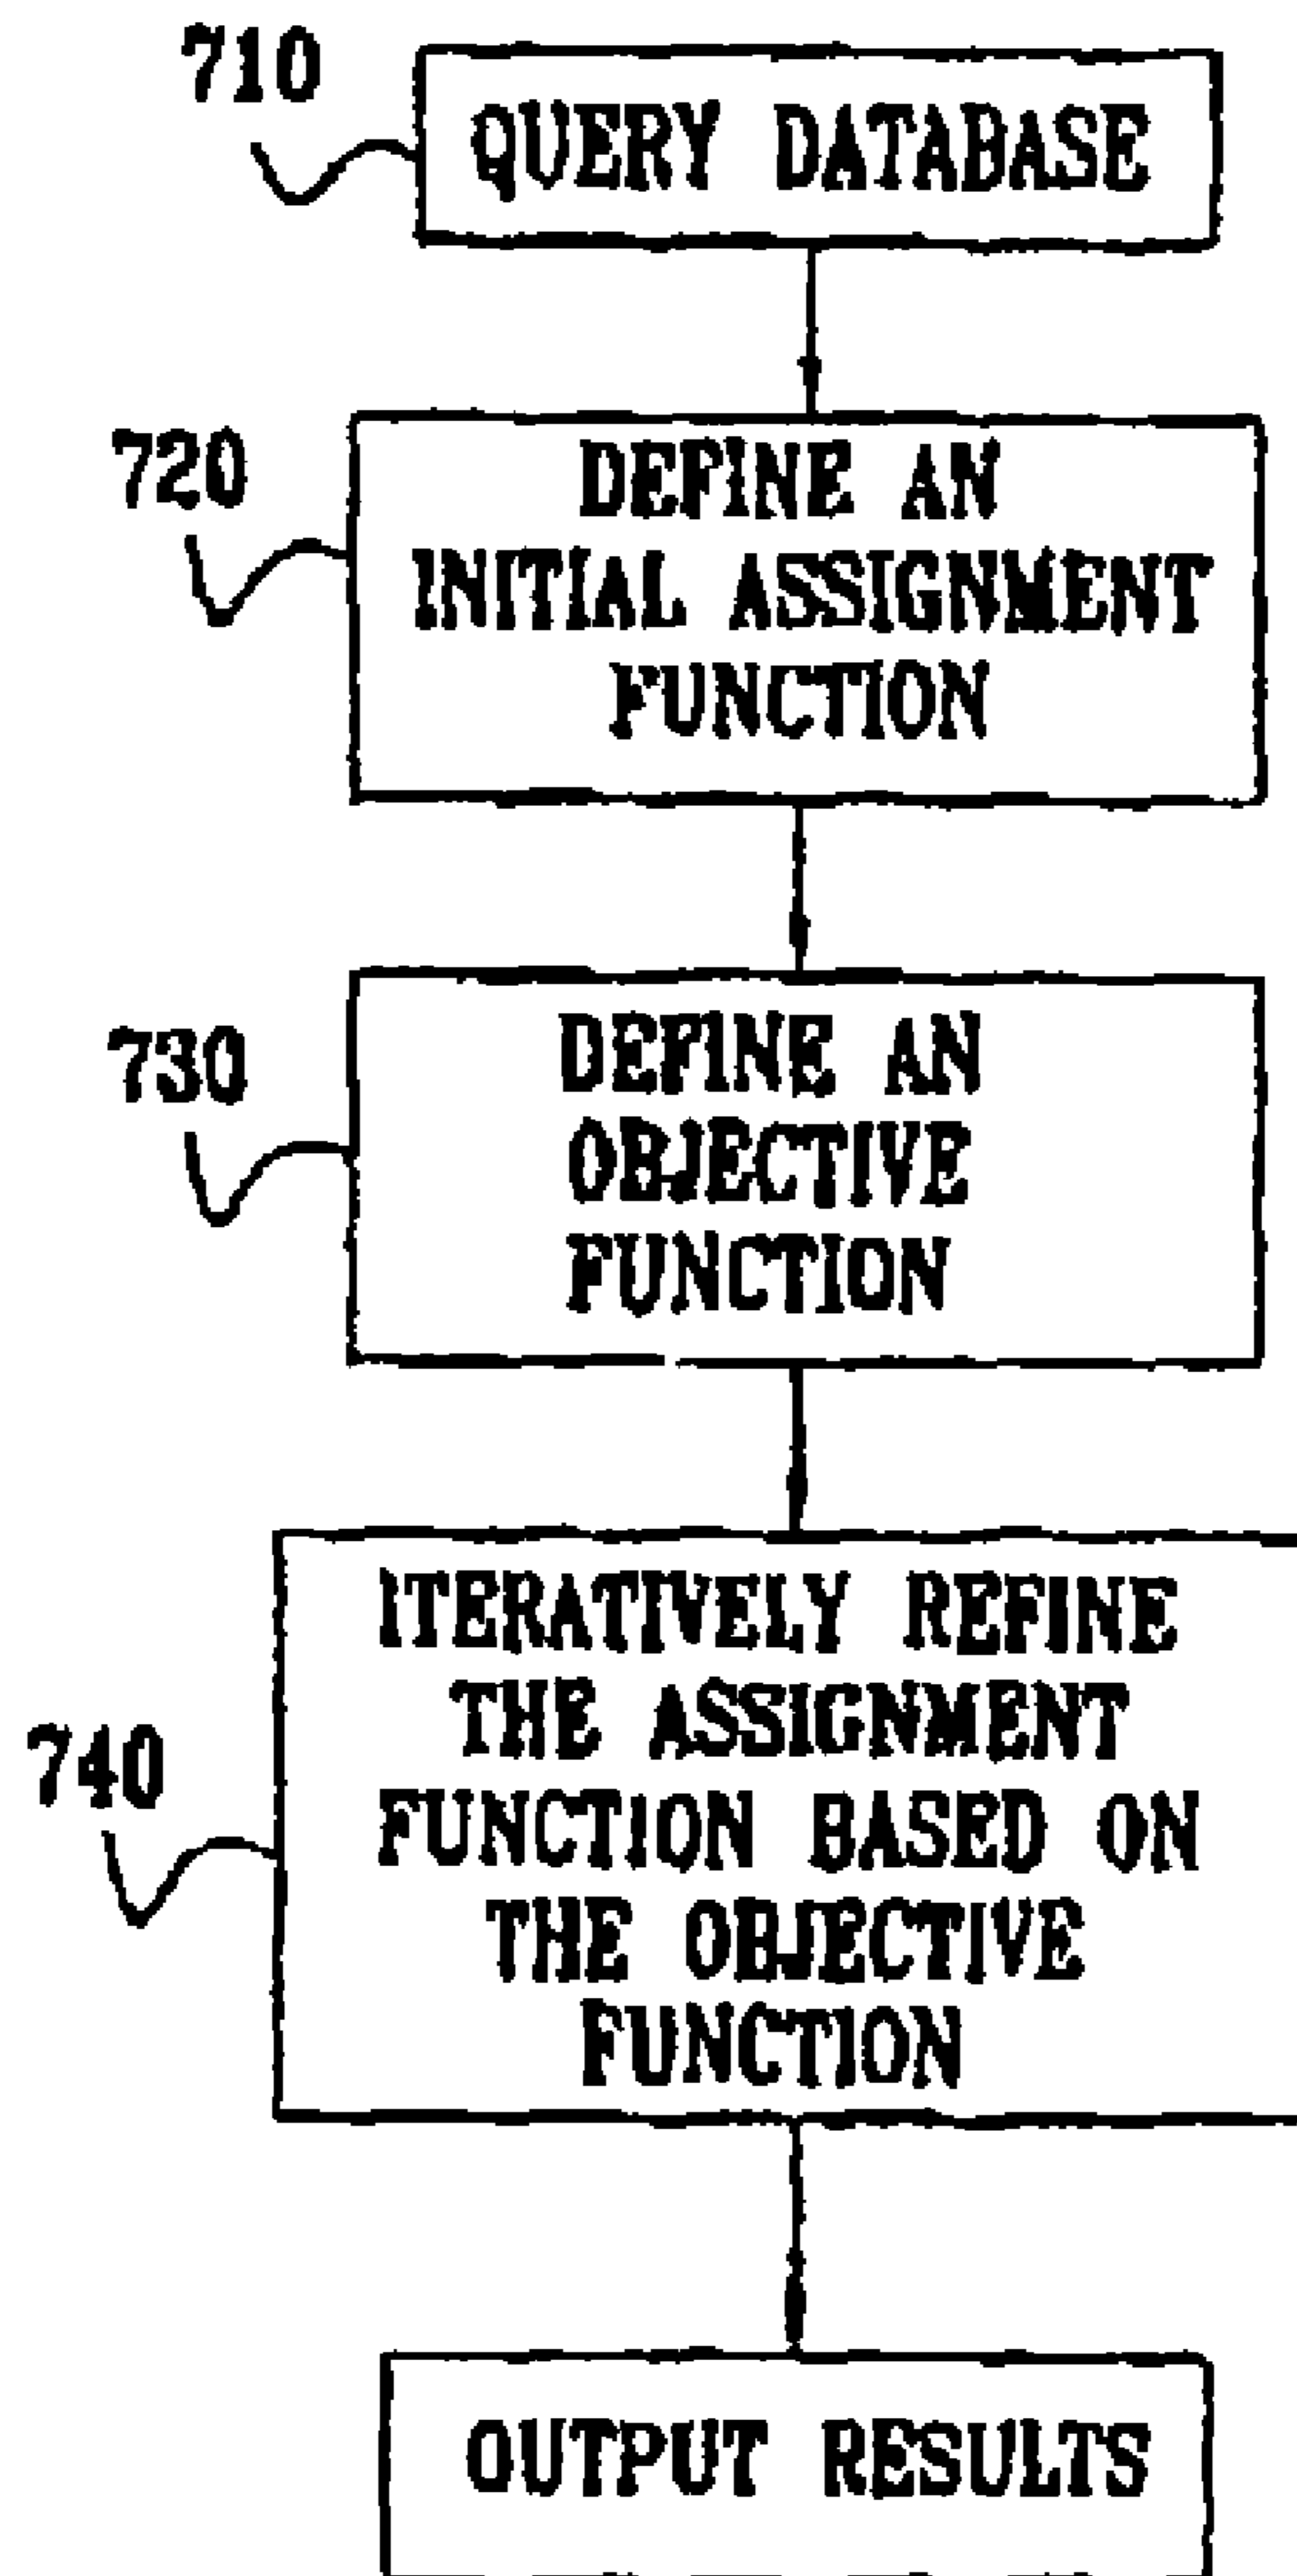 710
QUERY DATABASE
720
DEFINE AN
INITIAL ASSIGNMENT
FUNCTION
730
DEFINE AN
OBJECTIVE
FUNCTION
740
ITERATIVELY REFINE
THE ASSIGNMENT
FUNCTION BASED ON
THE OBJECTIVE
FUNCTION
OUTPUT RESULTS